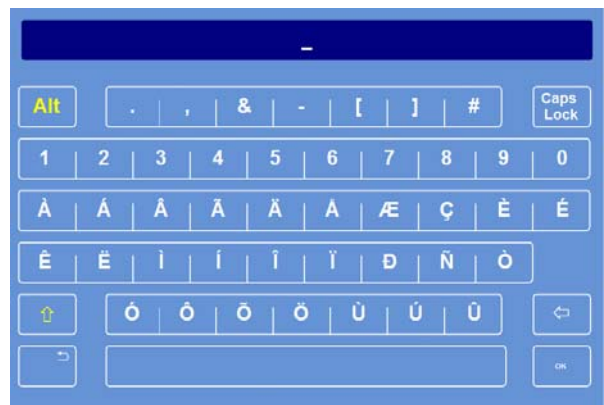 _
Alt . , & - [ ] # Caps Lock
1 2 3 4 5 6 7 8 9 0
À Á Â Ã Ä Å Æ Ç È É
Ê Ë Ì Í Î Ï Ð Ñ Ò
Ó Ô Õ Ö Ù Ú Û
OK